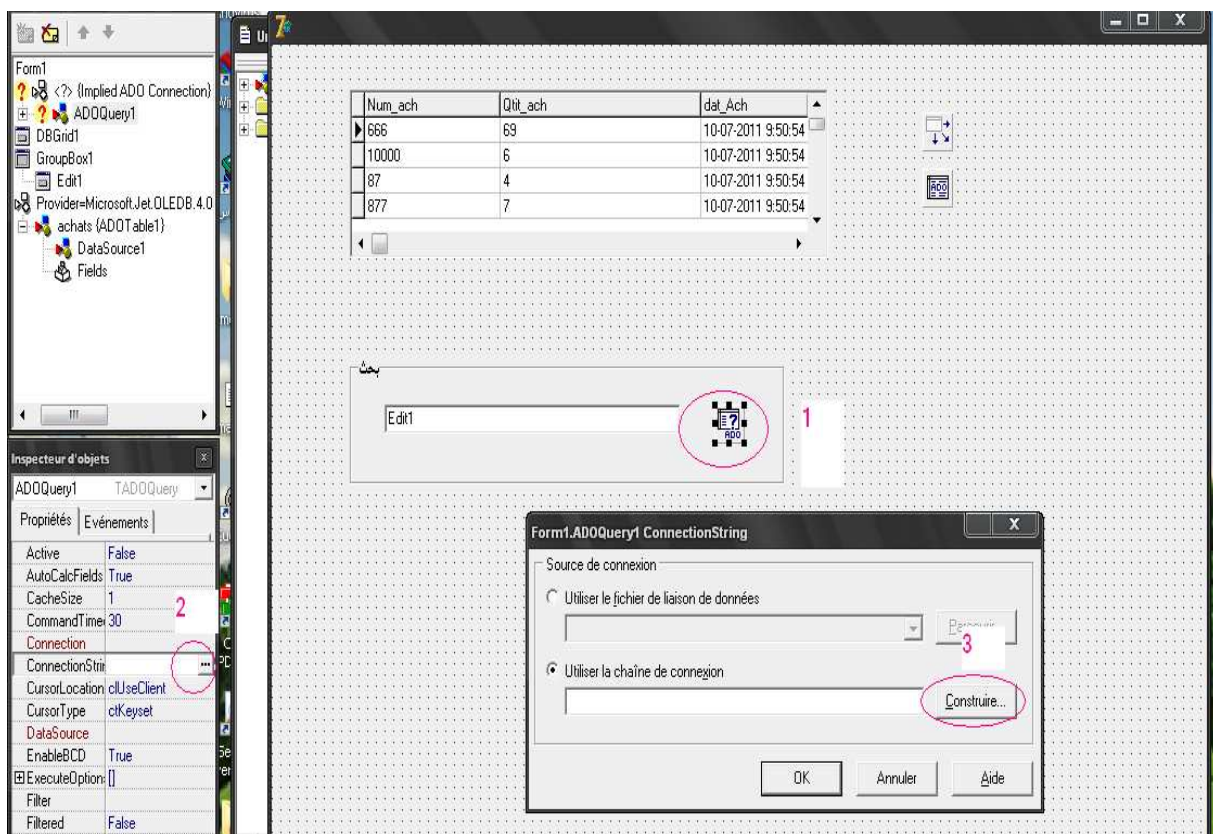 Form1
<?> {Implied ADO Connection}
ADOQuery1
DBGrid1
GroupBox1
Edit1
Provider=Microsoft.Jet.OLEDB.4.0
achats {ADOTable1}
DataSource1
Fields
Inspecteur d'objets
ADOQuery1 TADOQuery
Propriétés Evénements
Active False
AutoCalcFields True
CacheSize 1
CommandTime 30
2
Connection
ConnectionStri ...
CursorLocation clUseClient
CursorType ctKeyset
DataSource
EnableBCD True
ExecuteOption: []
Filter
Filtered False
Num_ach Qtit_ach dat_Ach
666 69 10-07-2011 9:50:54
10000 6 10-07-2011 9:50:54
87 4 10-07-2011 9:50:54
877 7 10-07-2011 9:50:54
ADO
بحث
Edit1
ADO
1
Form1.ADOQuery1 ConnectionString
Source de connexion
Utiliser le fichier de liaison de données
3
Utiliser la chaîne de connexion
Construire...
OK Annuler Aide